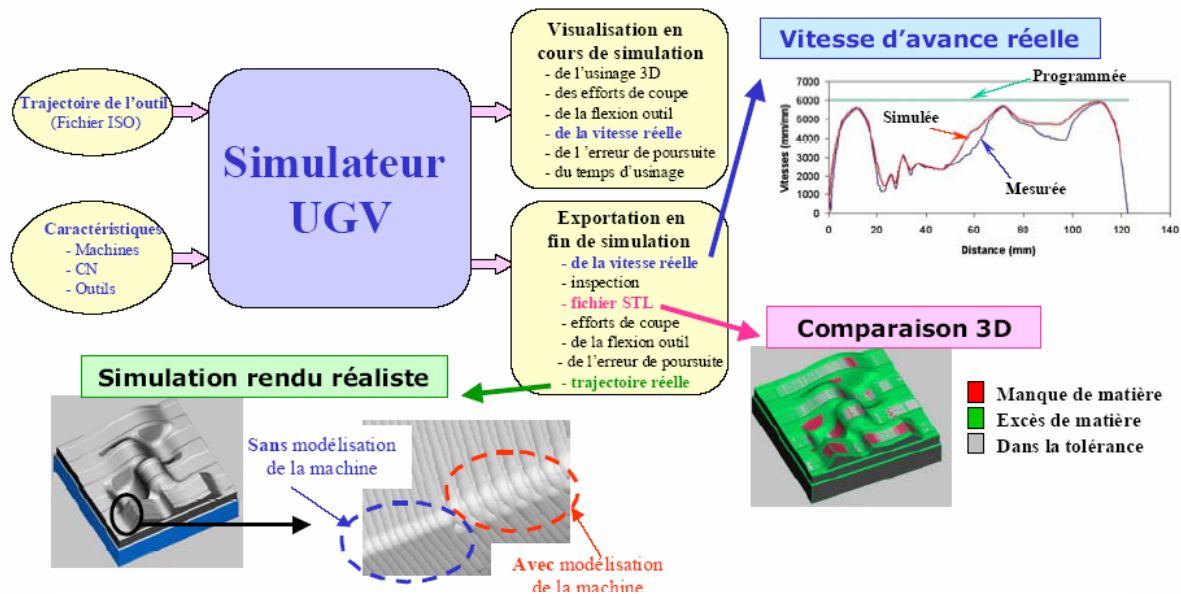 Trajectoire de l'outil
(Fichier ISO)
Caractéristiques
- Machines
- CN
- Outils
Simulateur
UGV
Visualisation en
cours de simulation
- de l'usinage 3D
- des efforts de coupe
- de la flexion outil
- de la vitesse réelle
- de l 'erreur de poursuite
- du temps d'usinage
Exportation en
fin de simulation
- de la vitesse réelle
- inspection
- fichier STL
- efforts de coupe
- de la flexion outil
- de l'erreur de poursuite
- trajectoire réelle
Vitesse d'avance réelle
Vitesses (mm/mn)
7000
6000
5000
4000
3000
2000
1000
0
Programmée
Simulée
Mesurée
0 20 40 60 80 100 120 140
Distance (mm)
Comparaison 3D
Manque de matière
Excès de matière
Dans la tolérance
Simulation rendu réaliste
Sans modélisation
de la machine
Avec modélisation
de la machine